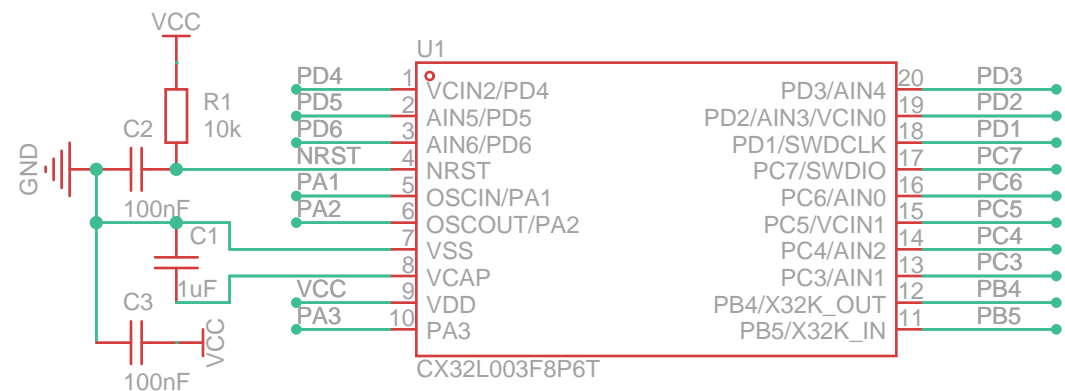 VCC
R1
10k
C2
100nF
GND
C1
1uF
C3
100nF
VCC
U1
PD4 1 VCIN2/PD4
PD5 2 AIN5/PD5
PD6 3 AIN6/PD6
NRST 4 NRST
PA1 5 OSCIN/PA1
PA2 6 OSCOUT/PA2
7 VSS
8 VCAP
VCC 9 VDD
PA3 10 PA3
PD3/AIN4 20 PD3
PD2/AIN3/VCIN0 19 PD2
PD1/SWDCLK 18 PD1
PC7/SWDIO 17 PC7
PC6/AIN0 16 PC6
PC5/VCIN1 15 PC5
PC4/AIN2 14 PC4
PC3/AIN1 13 PC3
PB4/X32K_OUT 12 PB4
PB5/X32K_IN 11 PB5
CX32L003F8P6T